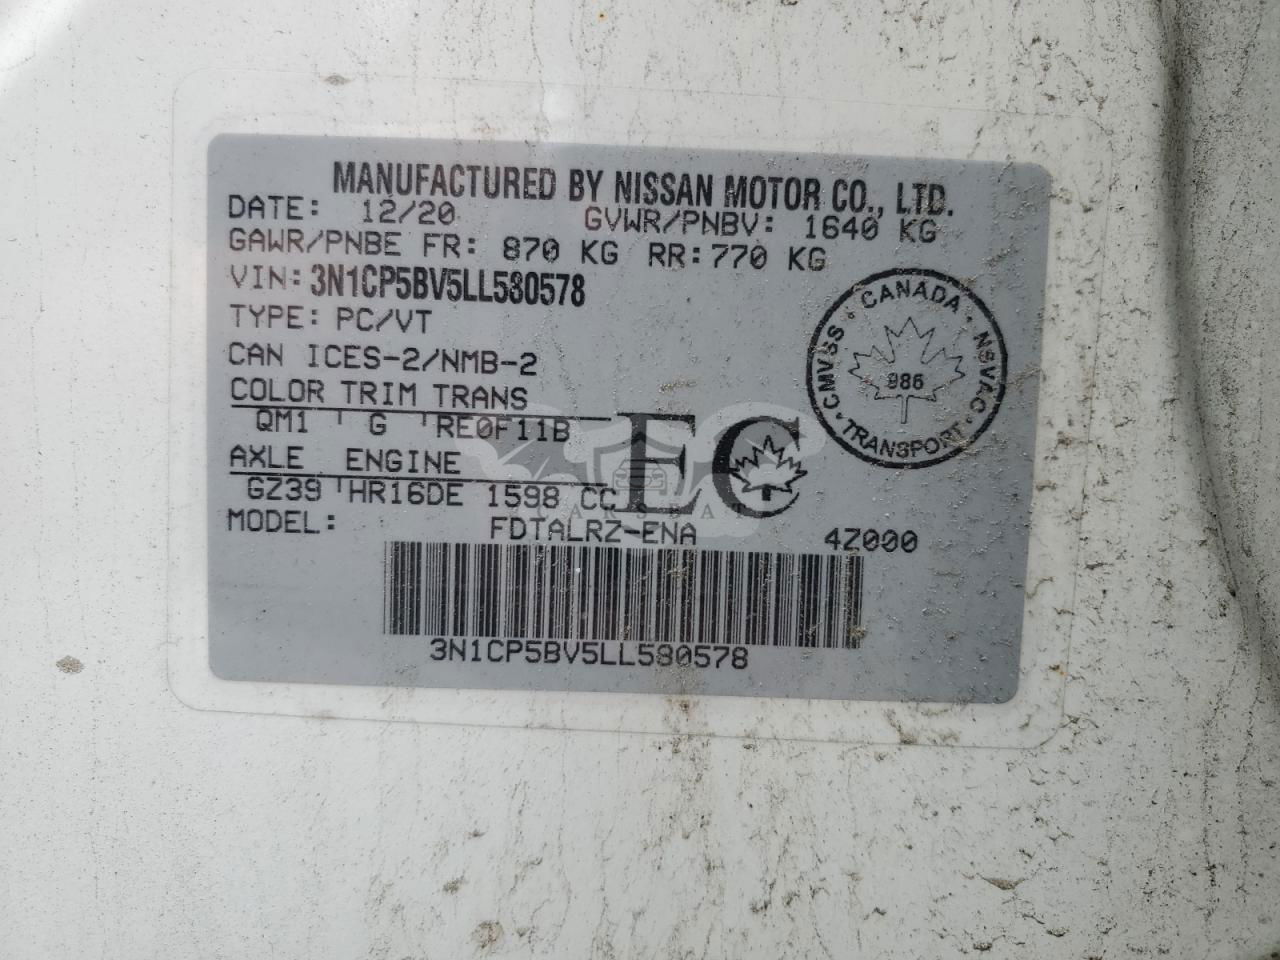 MANUFACTURED BY NISSAN MOTOR CO., LTD.
DATE: 12/20 GVWR/PNBV: 1640 KG
GAWR/PNBE FR: 870 KG RR: 770 KG
VIN: 3N1CP5BV5LL580578
TYPE: PC/VT
CAN ICES-2/NMB-2
COLOR TRIM TRANS
QM1 G RE0F11B
AXLE ENGINE
GZ39 HR16DE 1598 CC
EC
MODEL: FDTALRZ-ENA 4Z000
3N1CP5BV5LL580578
CANADA · NSVAC · TRANSPORT · CMVSS
986
CARSBAT